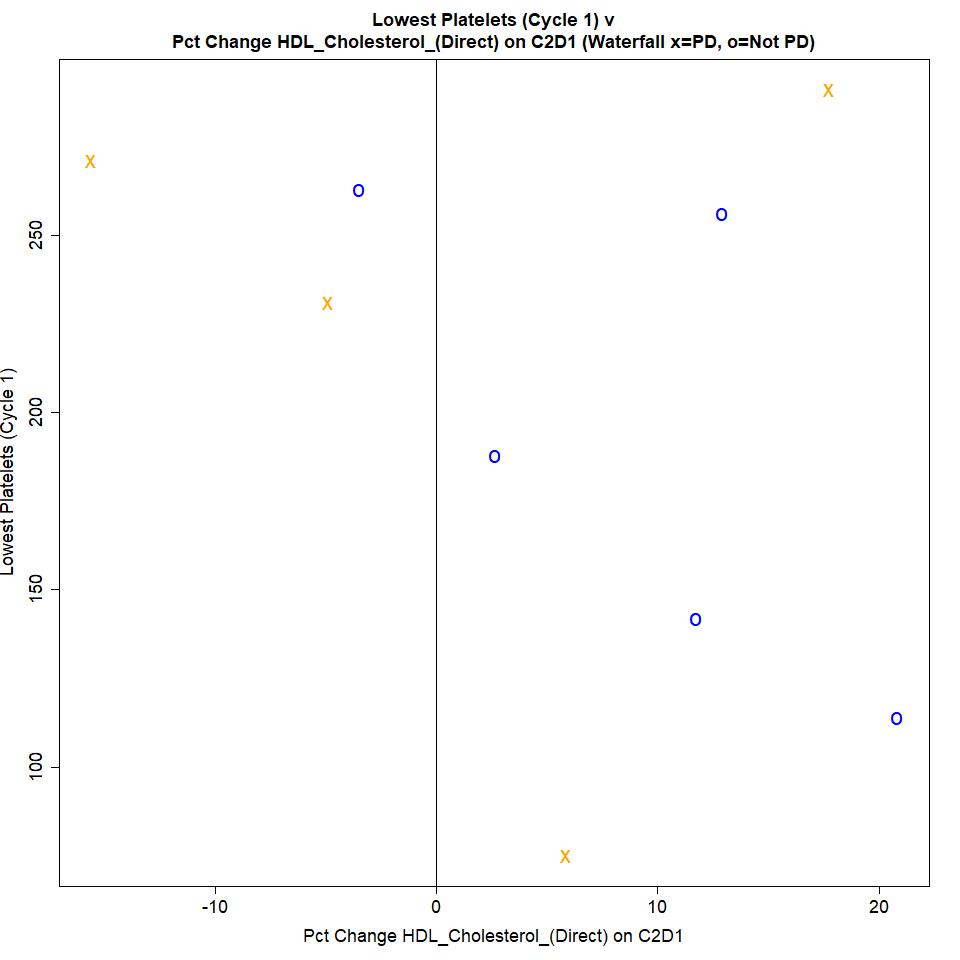 Lowest Platelets (Cycle 1) v
Pct Change HDL_Cholesterol_(Direct) on C2D1 (Waterfall x=PD, o=Not PD)
X
X
O
O
250
X
Lowest Platelets (Cycle 1)
200
O
150
O
O
100
X
-10 0 10 20
Pct Change HDL_Cholesterol_(Direct) on C2D1